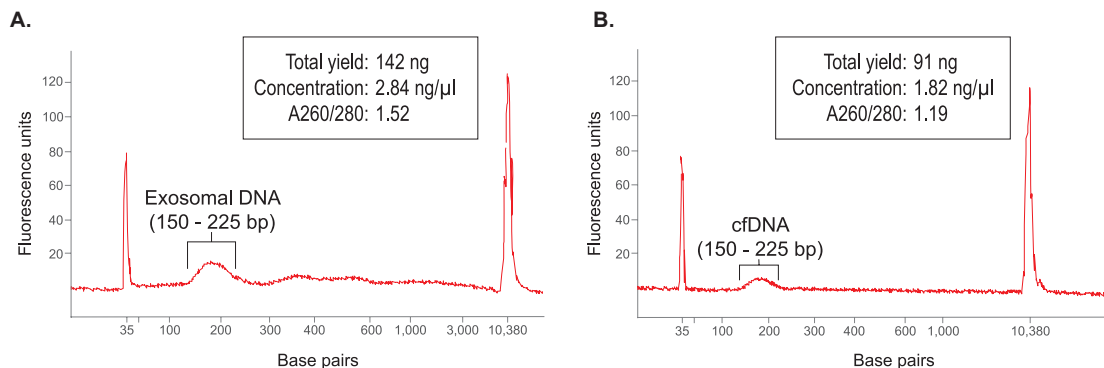 A.
Total yield: 142 ng
Concentration: 2.84 ng/µl
A260/280: 1.52
Fluorescence units
120
100
80
60
40
20
Exosomal DNA
(150 - 225 bp)
35 100 200 300 400 600 1,000 3,000 10,380
Base pairs
B.
Total yield: 91 ng
Concentration: 1.82 ng/µl
A260/280: 1.19
Fluorescence units
120
100
80
60
40
20
cfDNA
(150 - 225 bp)
35 100 200 400 600 1,000 10,380
Base pairs